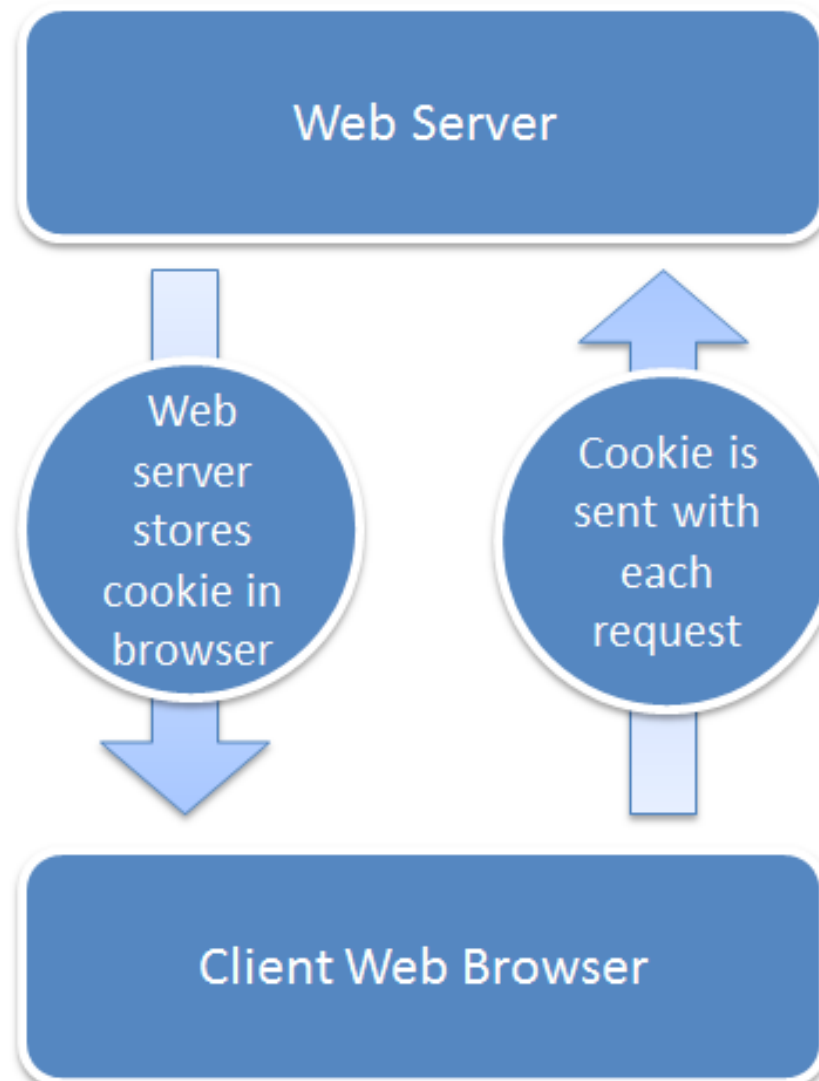 Web Server
Web
server
stores
cookie in
browser
Cookie is
sent with
each
request
Client Web Browser